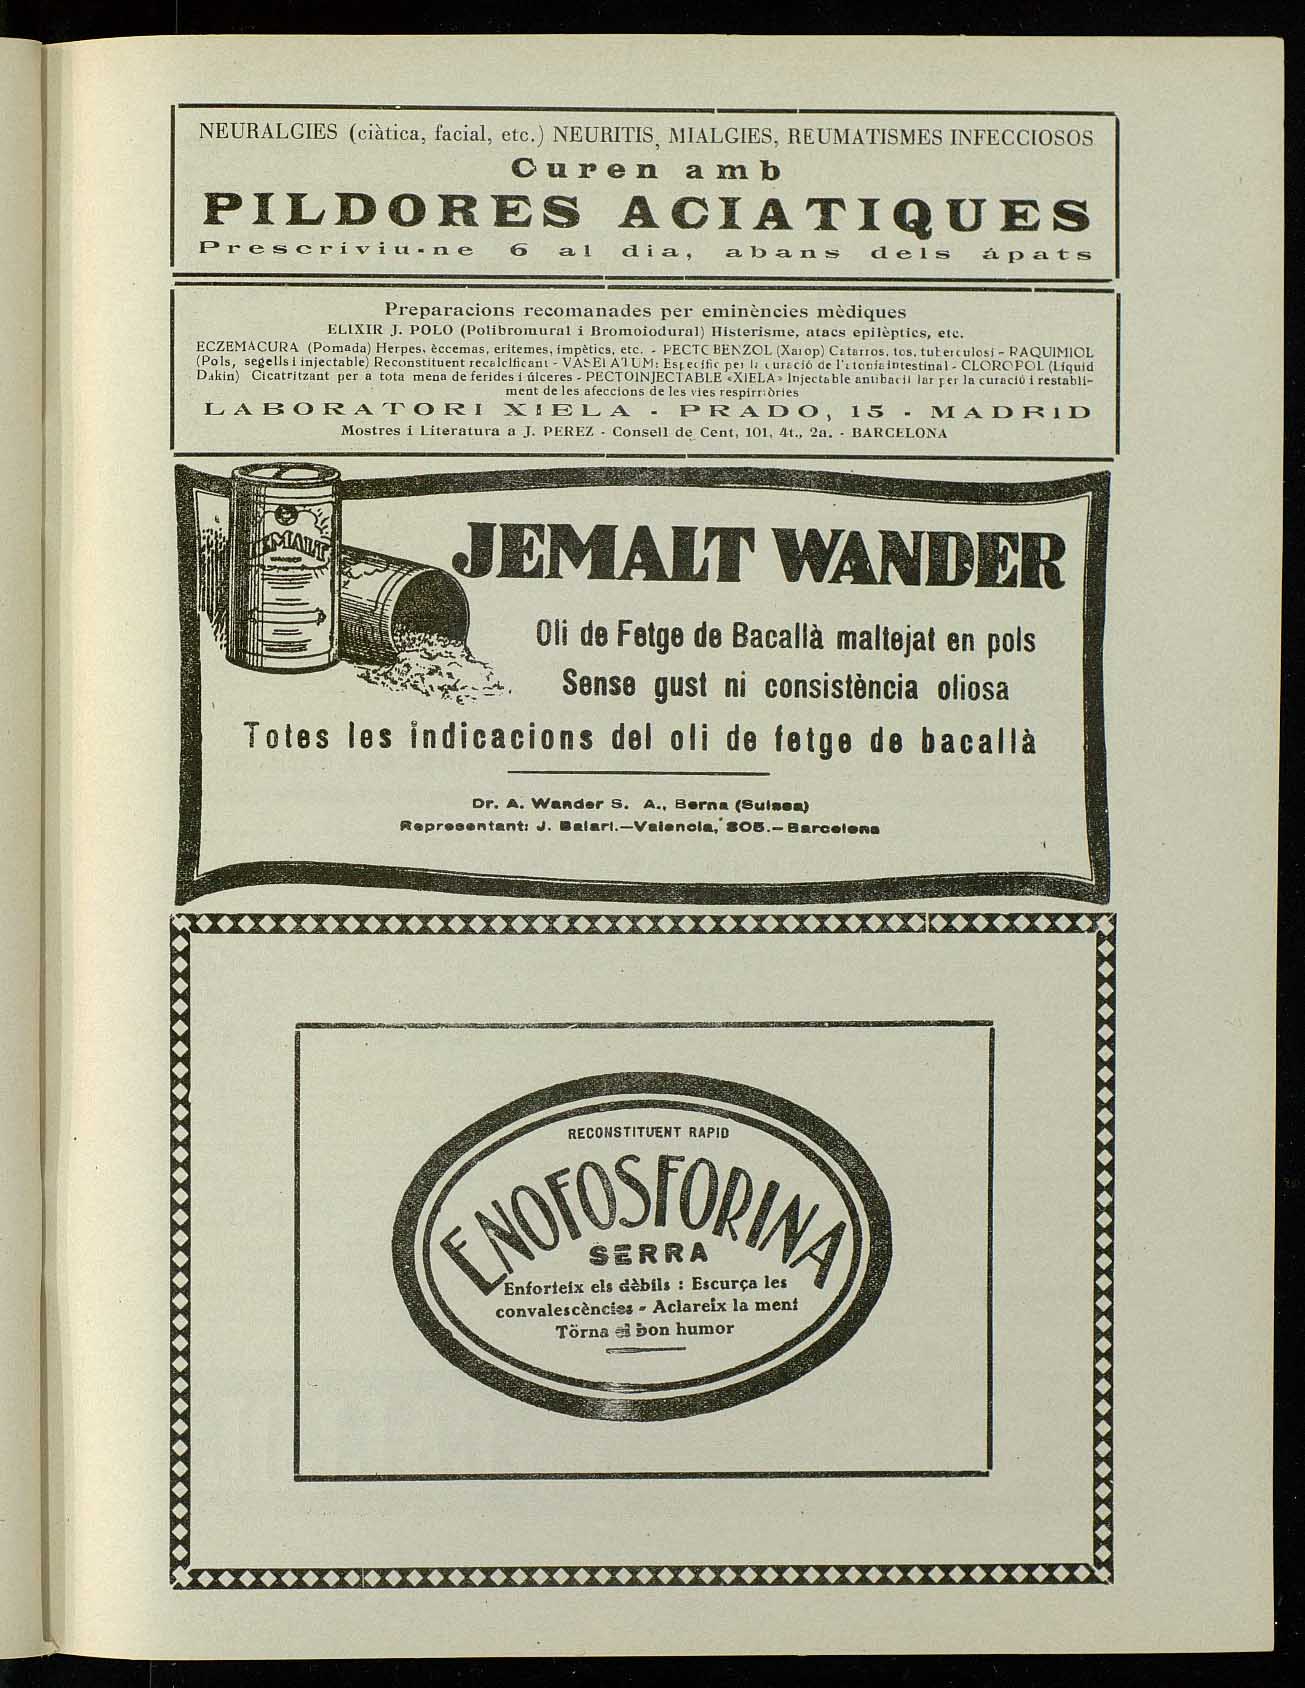 NEURALGIES (ciàtica, facial, etc.) NEURITIS, MIALGIES, REUMATISMES INFECCIOSOS
Curen amb
PILDORES ACIATIQUES
Prescríviu-ne 6 al dia, abans dels ápats
Preparacions recomanades per eminències mèdiques
ELIXIR J. POLO (Polibromural i Bromoiodural) Histerisme, atacs epilèptics, etc.
ECZEMACURA (Pomada) Herpes, èccemas, eritemes, impètics, etc. - PECTO BENZOL (Xarop) Catarros, tos, tuberculosi - RAQUIMIOL
(Pols, segells i injectable) Reconstituent recalcificant - VASELATUM: Específic per la curació de l'atonia intestinal - CLOROPOL (Líquid
Dakin) Cicatritzant per a tota mena de ferides i úlceres - PECTOINJECTABLE «XIELA» Injectable antibacil·lar per la curació i restabli-
ment de les afeccions de les vies respiratòries
LABORATORI XIELA - PRADO, 15 - MADRID
Mostres i Literatura a J. PEREZ - Consell de Cent, 101, 4t., 2a. - BARCELONA
JEMALT
WANDER
JEMALT WANDER
Oli de Fetge de Bacallà maltejat en pols
Sense gust ni consistència oliosa
Totes les indicacions del oli de fetge de bacallà
Dr. A. Wander S. A., Berna (Suissa)
Representant: J. Balari.—Valencia, 305.—Barcelona
RECONSTITUENT RAPID
ENOFOSFORINA
SERRA
Enforteix els dèbils : Escurça les
convalescències - Aclareix la ment
Törna el bon humor